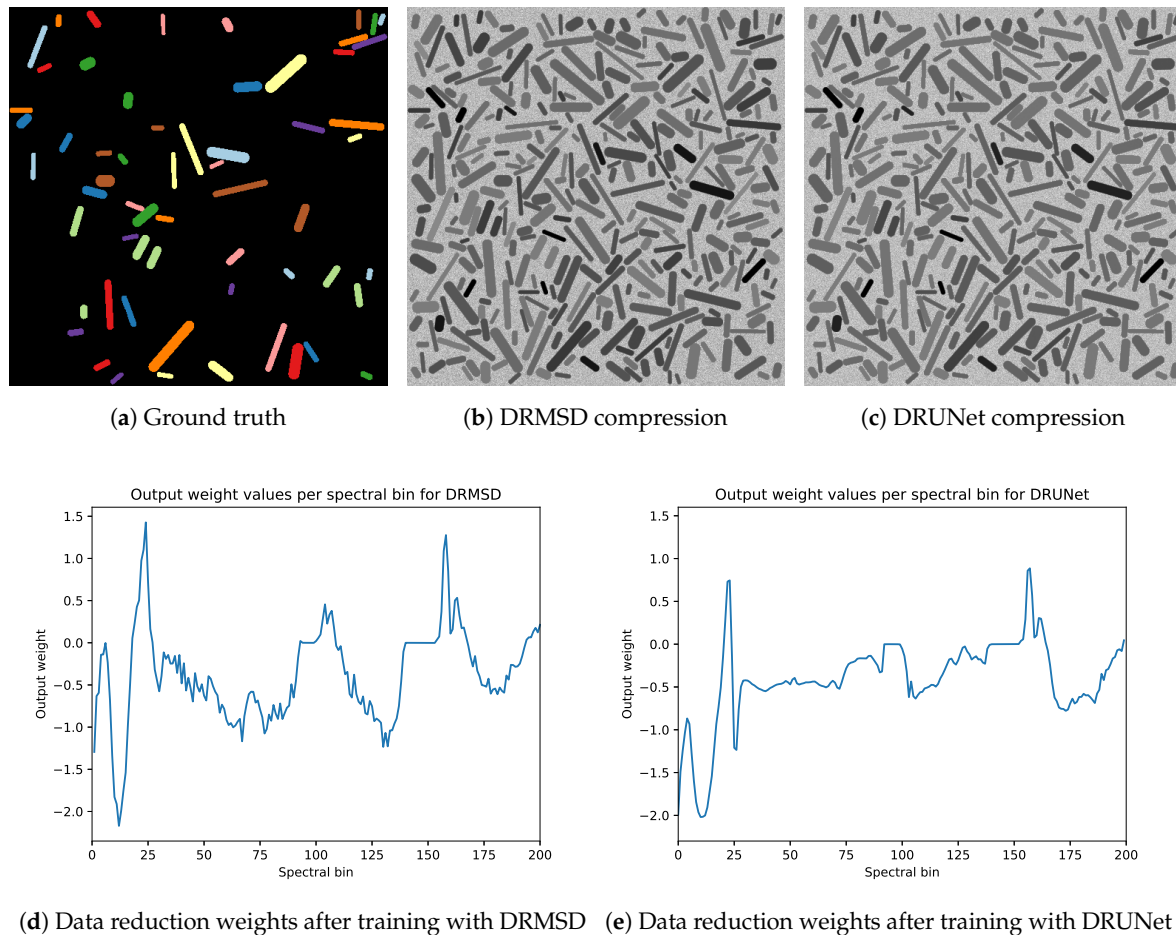 (a) Ground truth
(b) DRMSD compression
(c) DRUNet compression
Output weight values per spectral bin for DRMSD
1.5
1.0
0.5
0.0
−0.5
−1.0
−1.5
−2.0
Output weight
0 25 50 75 100 125 150 175 200
Spectral bin
Output weight values per spectral bin for DRUNet
1.5
1.0
0.5
0.0
−0.5
−1.0
−1.5
−2.0
Output weight
0 25 50 75 100 125 150 175 200
Spectral bin
(d) Data reduction weights after training with DRMSD
(e) Data reduction weights after training with DRUNet